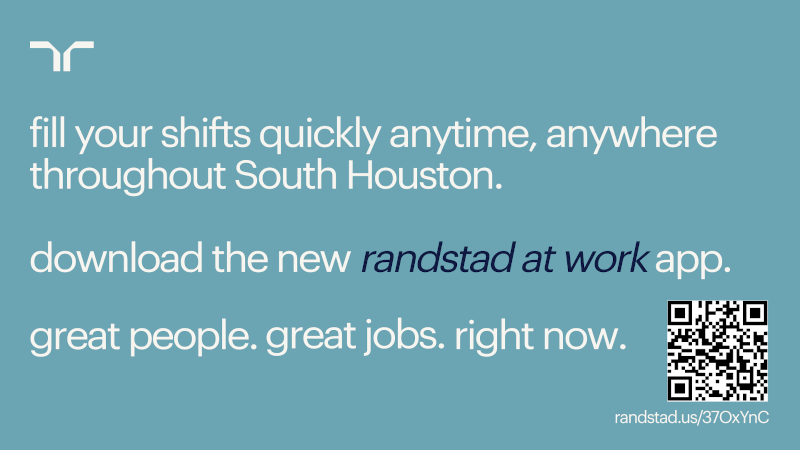 fill your shifts quickly anytime, anywhere
throughout South Houston.
download the new randstad at work app.
great people. great jobs. right now.
randstad.us/37OxYnC